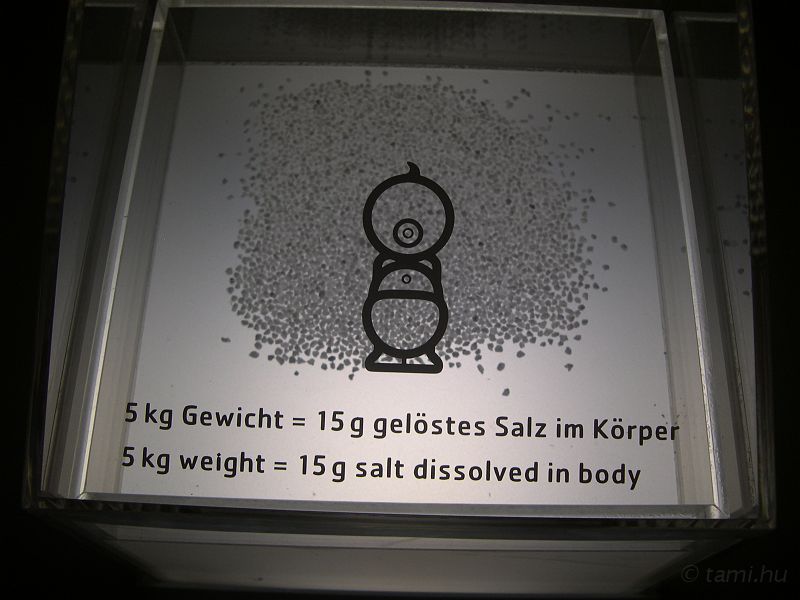 5 kg Gewicht = 15 g gelöstes Salz im Körper
5 kg weight = 15 g salt dissolved in body
© tami.hu